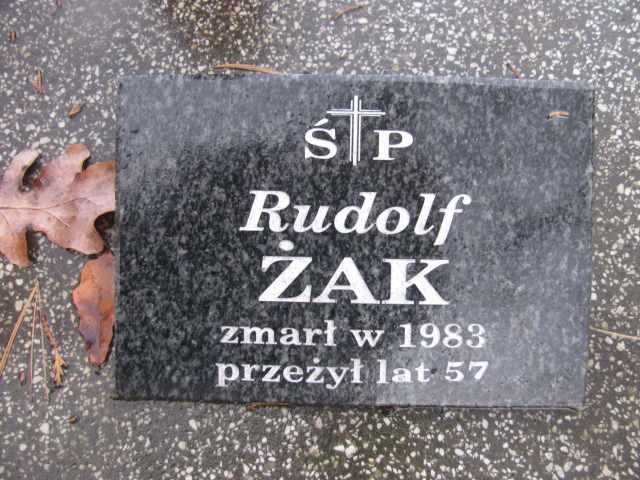 Ś P
Rudolf
ŻAK
zmarł w 1983
przeżył lat 57